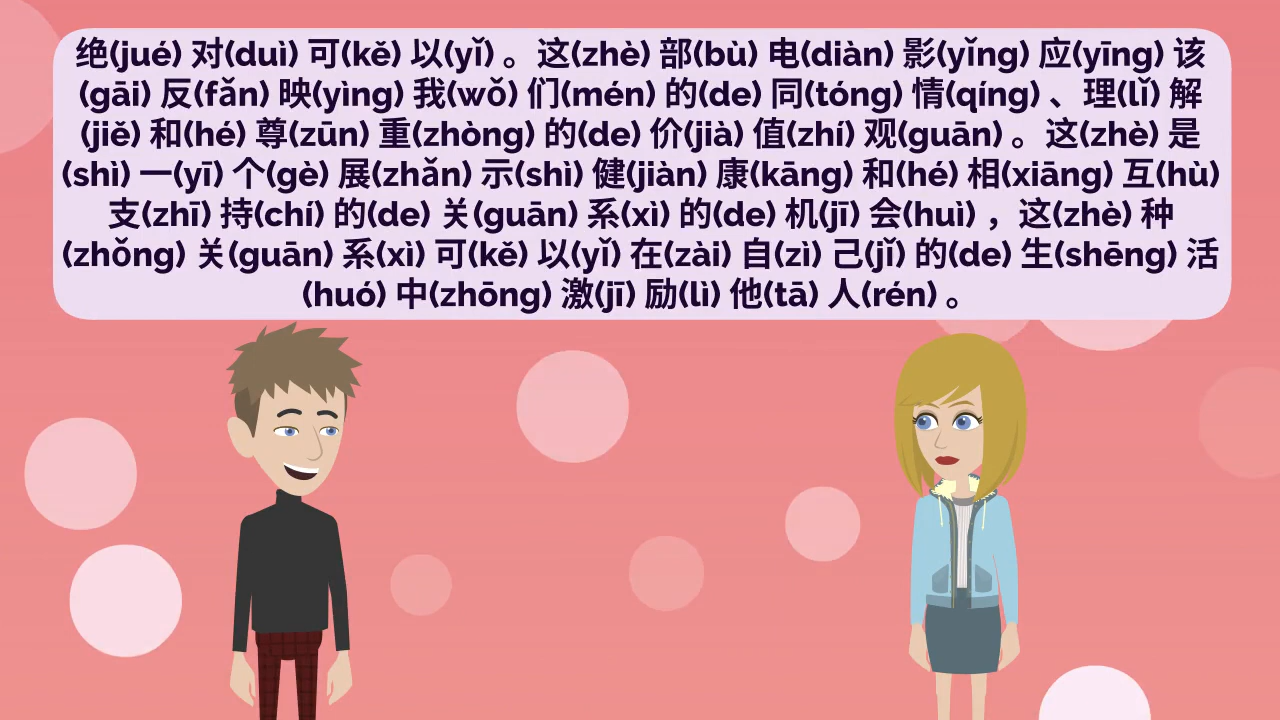 绝(jué) 对(duì) 可(kě) 以(yǐ) 。这(zhè) 部(bù) 电(diàn) 影(yǐng) 应(yīng) 该
(gāi) 反(fǎn) 映(yìng) 我(wǒ) 们(mén) 的(de) 同(tóng) 情(qíng) 、理(lǐ) 解
(jiě) 和(hé) 尊(zūn) 重(zhòng) 的(de) 价(jià) 值(zhí) 观(guān) 。这(zhè) 是
(shì) 一(yī) 个(gè) 展(zhǎn) 示(shì) 健(jiàn) 康(kāng) 和(hé) 相(xiāng) 互(hù)
支(zhī) 持(chí) 的(de) 关(guān) 系(xì) 的(de) 机(jī) 会(huì) ，这(zhè) 种
(zhǒng) 关(guān) 系(xì) 可(kě) 以(yǐ) 在(zài) 自(zì) 己(jǐ) 的(de) 生(shēng) 活
(huó) 中(zhōng) 激(jī) 励(lì) 他(tā) 人(rén) 。